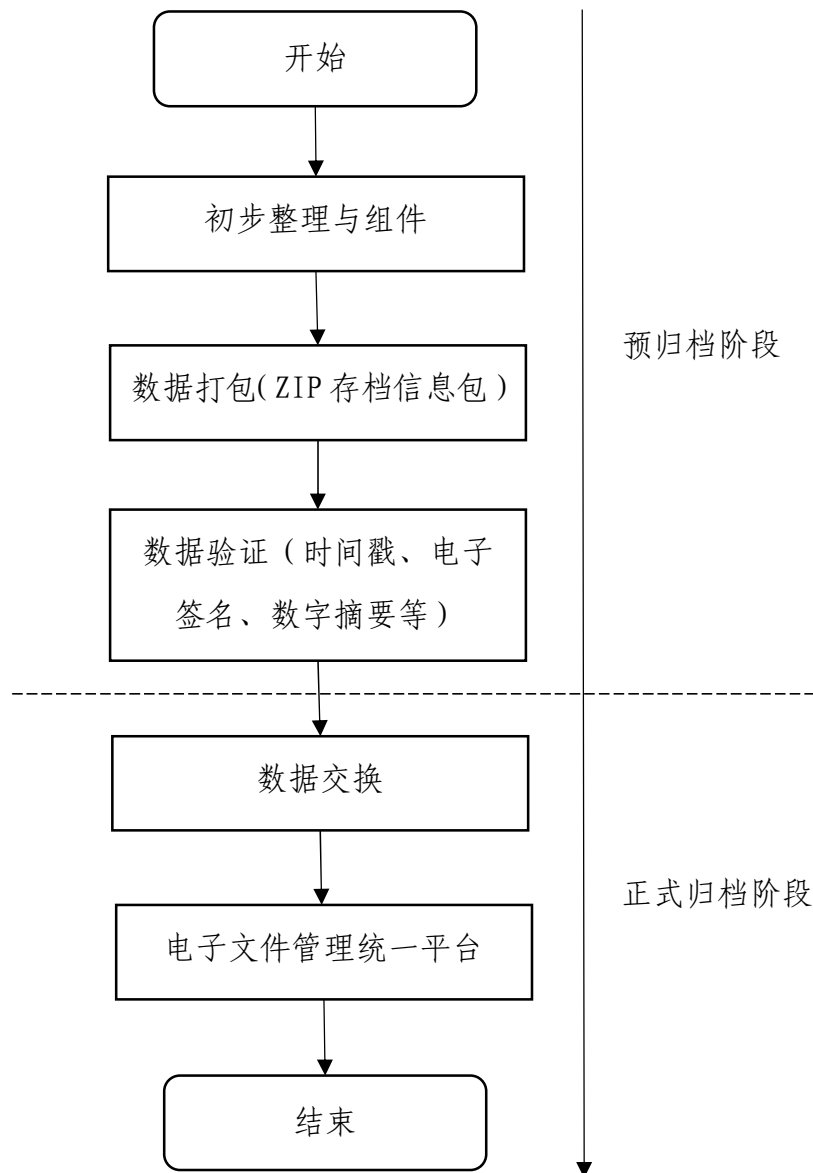 开始
初步整理与组件
预归档阶段
数据打包(ZIP存档信息包)
数据验证(时间戳、电子
签名、数字摘要等)
数据交换
正式归档阶段
电子文件管理统一平台
结束